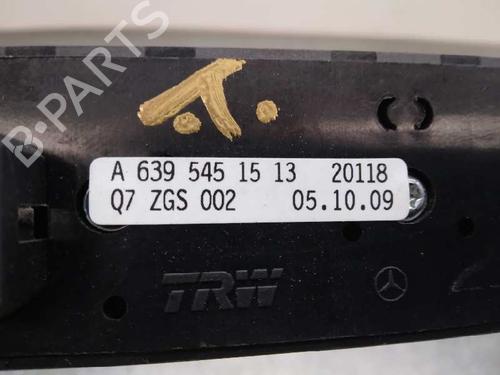 B-PARTS
T.
A 639 545 15 13 20118
Q7 ZGS 002 05.10.09
TRW